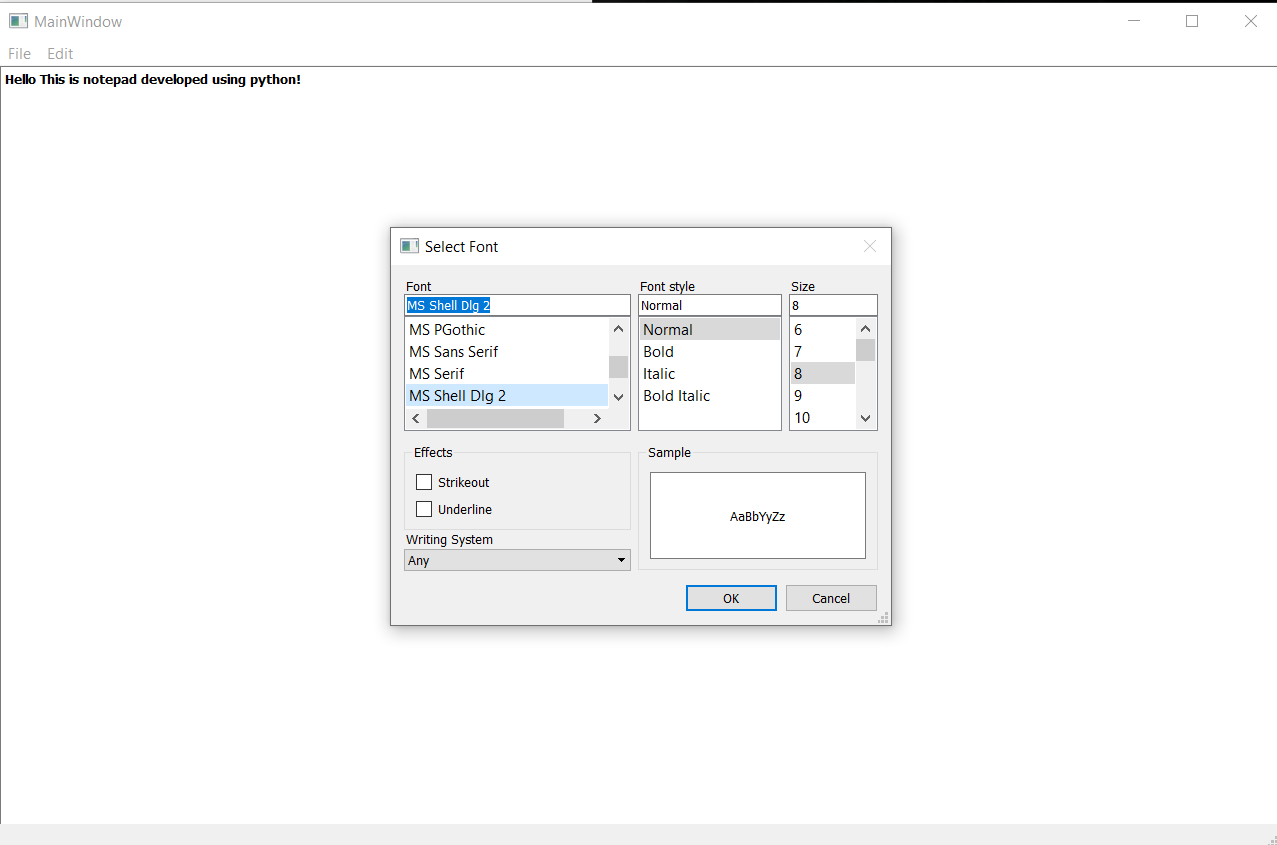 MainWindow
File Edit
Hello This is notepad developed using python!
Select Font
Font Font style Size
MS Shell Dlg 2 Normal 8
MS PGothic Normal 6
MS Sans Serif Bold 7
MS Serif Italic 8
MS Shell Dlg 2 Bold Italic 9
10
Effects Sample
Strikeout
Underline
AaBbYyZz
Writing System
Any
OK Cancel